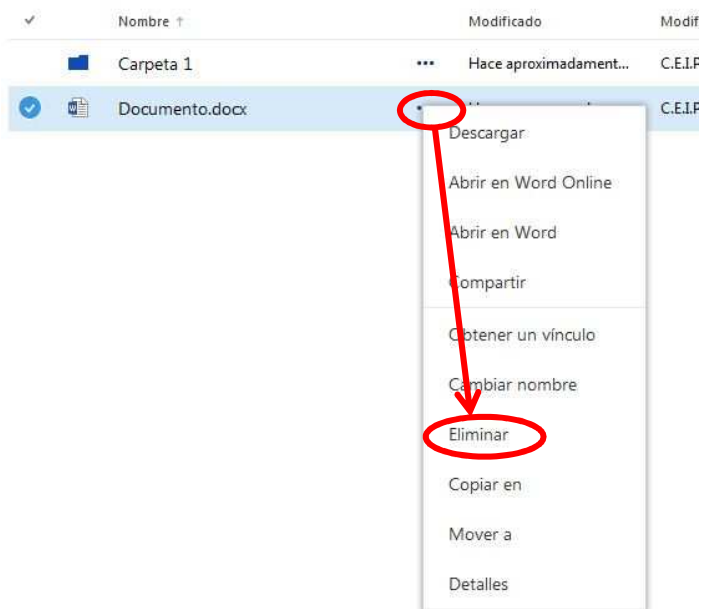 Nombre Modificado Modif
Carpeta 1 ... Hace aproximadament... C.E.I.P
Documento.docx C.E.I.P
Descargar
Abrir en Word Online
Abrir en Word
Compartir
Obtener un vínculo
Cambiar nombre
Eliminar
Copiar en
Mover a
Detalles